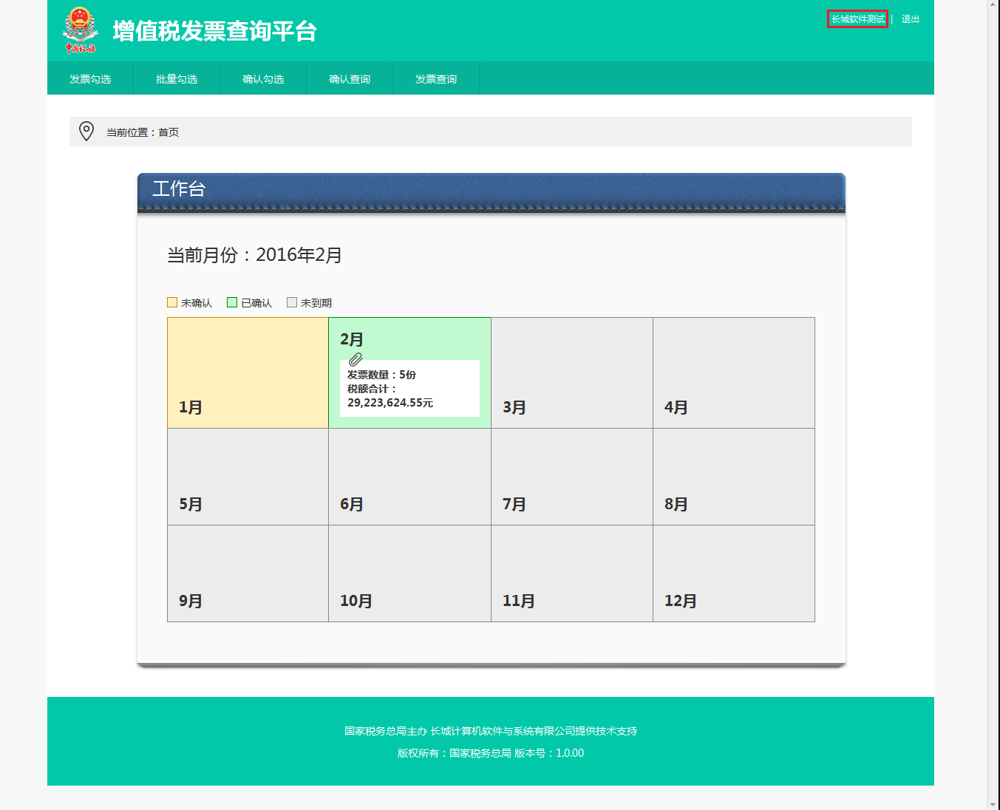 中国税务
增值税发票查询平台
长城软件测试 | 退出
发票勾选 批量勾选 确认勾选 确认查询 发票查询
当前位置：首页
工作台
当前月份：2016年2月
未确认 已确认 未到期
1月
2月
发票数量：5份
税额合计：
29,223,624.55元
3月
4月
5月
6月
7月
8月
9月
10月
11月
12月
国家税务总局主办 长城计算机软件与系统有限公司提供技术支持
版权所有：国家税务总局 版本号：1.0.00